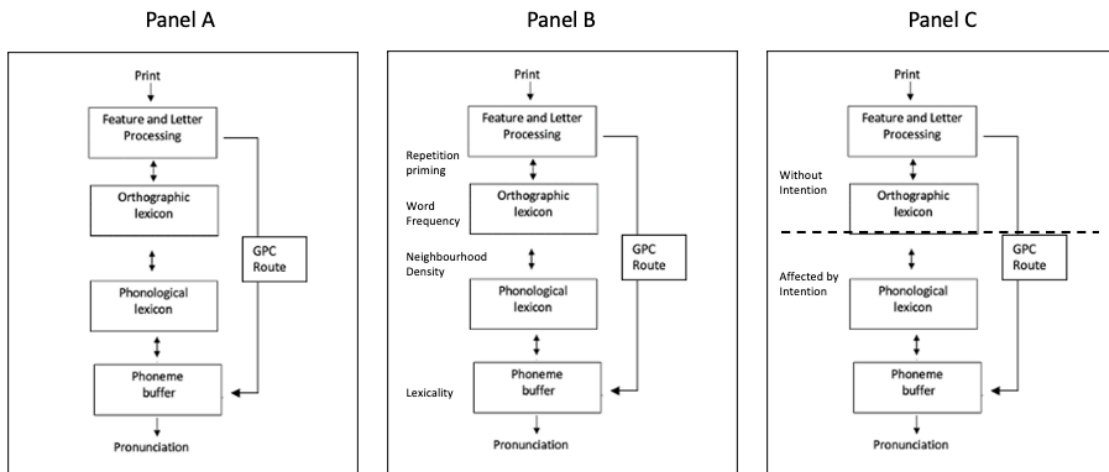 Panel A
Print
Feature and Letter
Processing
Orthographic
lexicon
GPC
Route
Phonological
lexicon
Phoneme
buffer
Pronunciation
Panel B
Print
Feature and Letter
Processing
Repetition
priming
Orthographic
lexicon
Word
Frequency
GPC
Route
Neighbourhood
Density
Phonological
lexicon
Phoneme
buffer
Lexicality
Pronunciation
Panel C
Print
Feature and Letter
Processing
Without
Intention
Orthographic
lexicon
GPC
Route
Affected by
Intention
Phonological
lexicon
Phoneme
buffer
Pronunciation